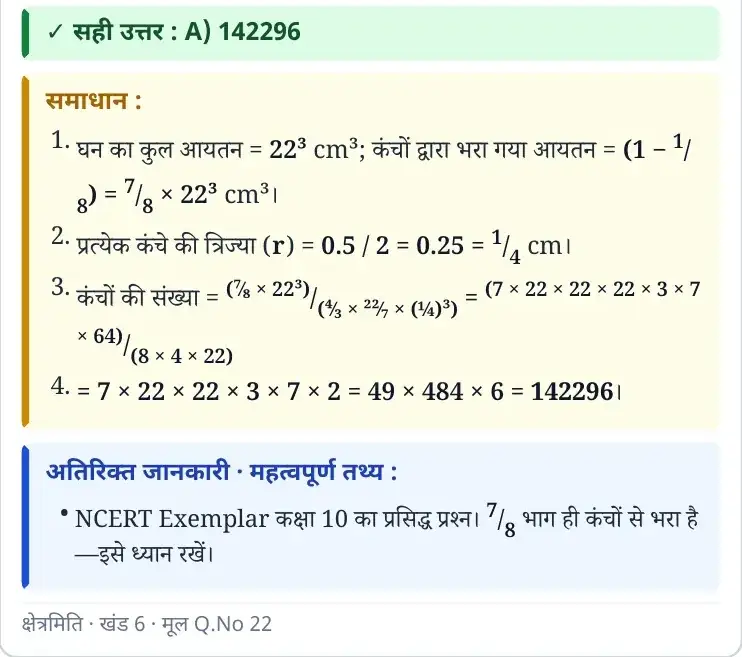 ✓ सही उत्तर : A) 142296
समाधान :
1. घन का कुल आयतन = 22³ cm³; कंचों द्वारा भरा गया आयतन = (1 − ¹/
₈) = ⁷/₈ × 22³ cm³।
2. प्रत्येक कंचे की त्रिज्या (r) = 0.5 / 2 = 0.25 = ¹/₄ cm।
3. कंचों की संख्या = (⅞ × 22³)/(⁴⁄₃ × ²²⁄₇ × (¼)³) = (7 × 22 × 22 × 22 × 3 × 7
× 64)/(8 × 4 × 22)
4. = 7 × 22 × 22 × 3 × 7 × 2 = 49 × 484 × 6 = 142296।
अतिरिक्त जानकारी · महत्वपूर्ण तथ्य :
• NCERT Exemplar कक्षा 10 का प्रसिद्ध प्रश्न। ⁷/₈ भाग ही कंचों से भरा है
—इसे ध्यान रखें।
क्षेत्रमिति · खंड 6 · मूल Q.No 22